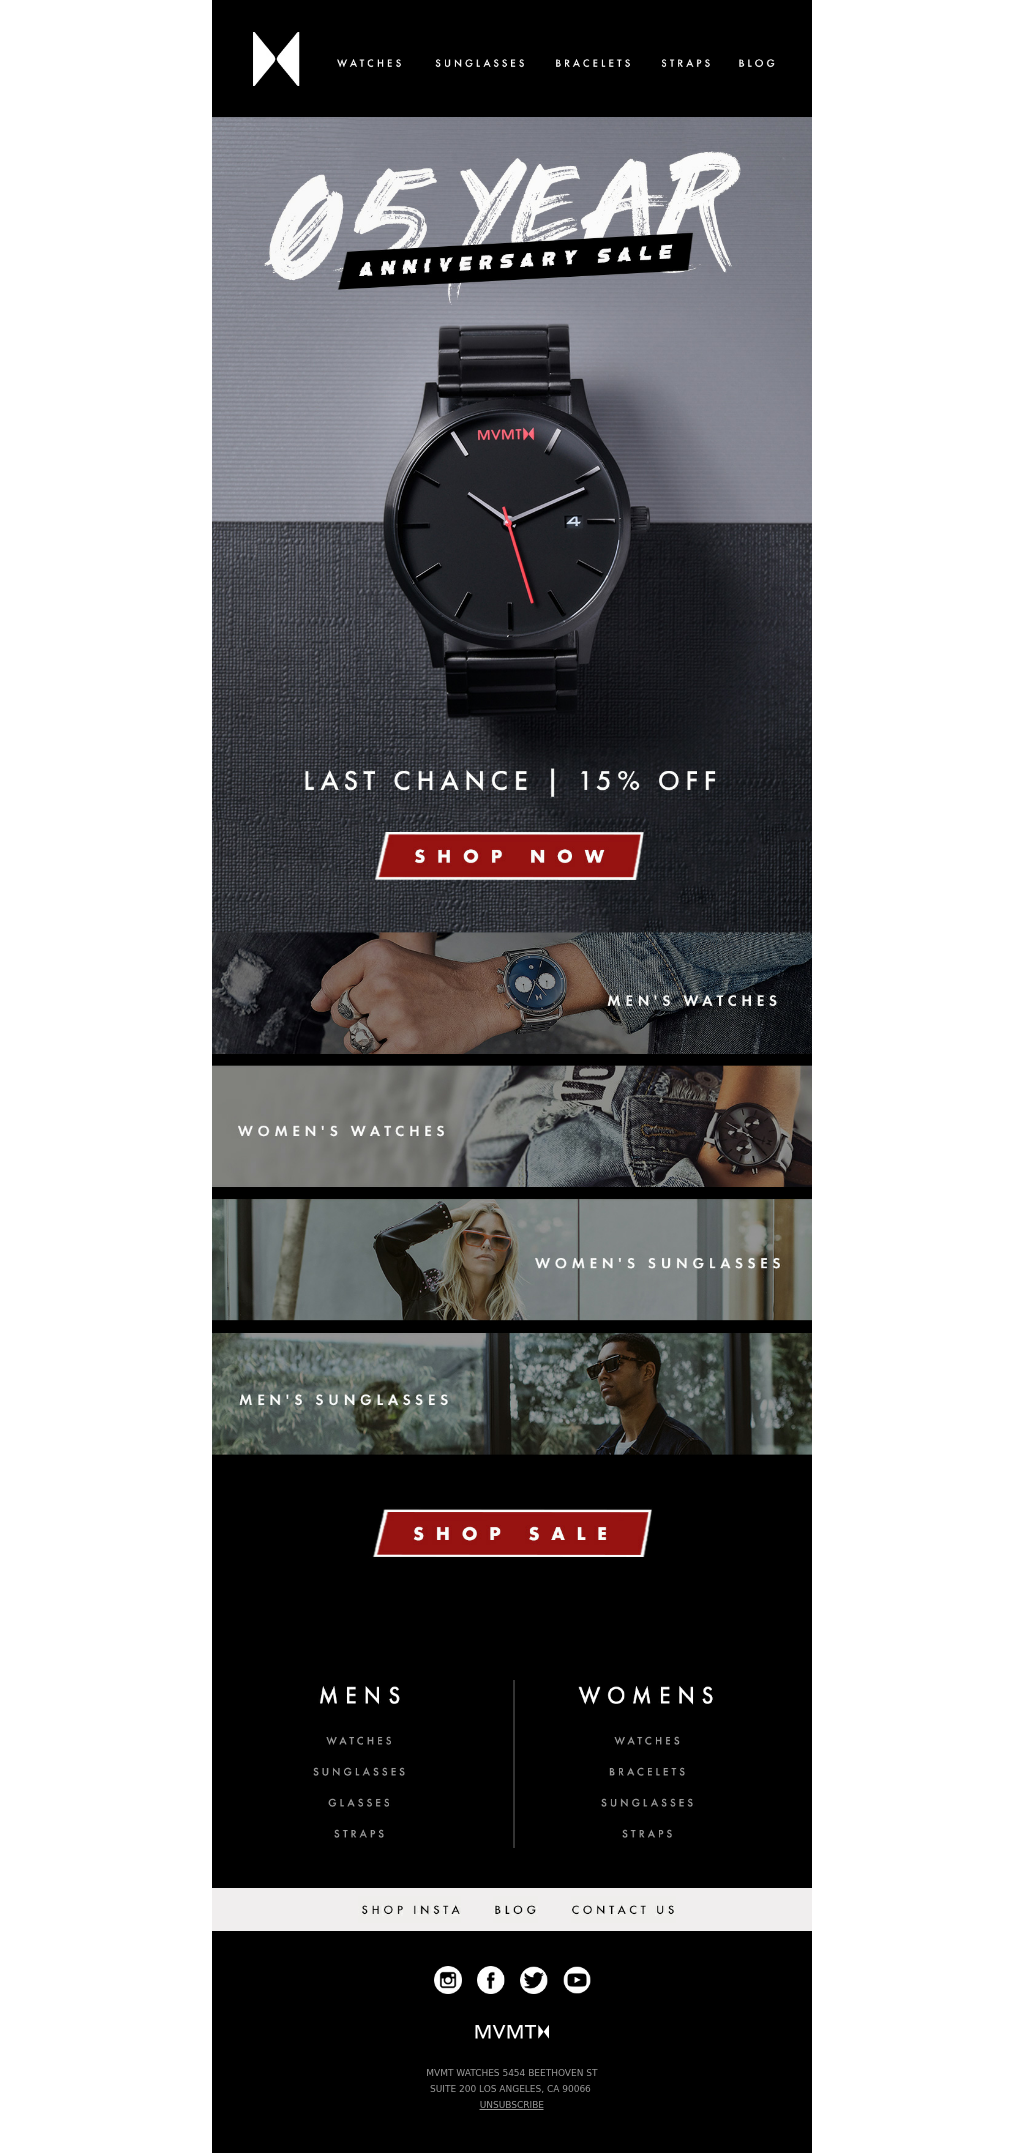 WATCHES SUNGLASSES BRACELETS STRAPS BLOG
05 YEAR
ANNIVERSARY SALE
MVMT
4
LAST CHANCE | 15% OFF
SHOP NOW
MEN'S WATCHES
WOMEN'S WATCHES
WOMEN'S SUNGLASSES
MEN'S SUNGLASSES
SHOP SALE
MENS WOMENS
WATCHES WATCHES
SUNGLASSES BRACELETS
GLASSES SUNGLASSES
STRAPS STRAPS
SHOP INSTA BLOG CONTACT US
MVMT
MVMT WATCHES 5454 BEETHOVEN ST
SUITE 200 LOS ANGELES, CA 90066
UNSUBSCRIBE